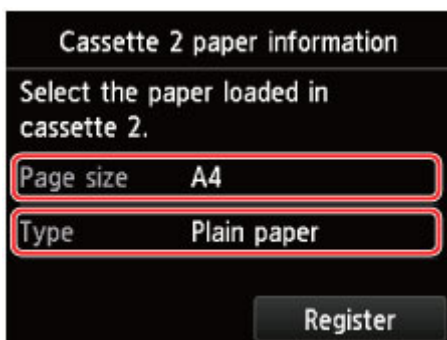 Cassette 2 paper information
Select the paper loaded in
cassette 2.
Page size A4
Type Plain paper
Register